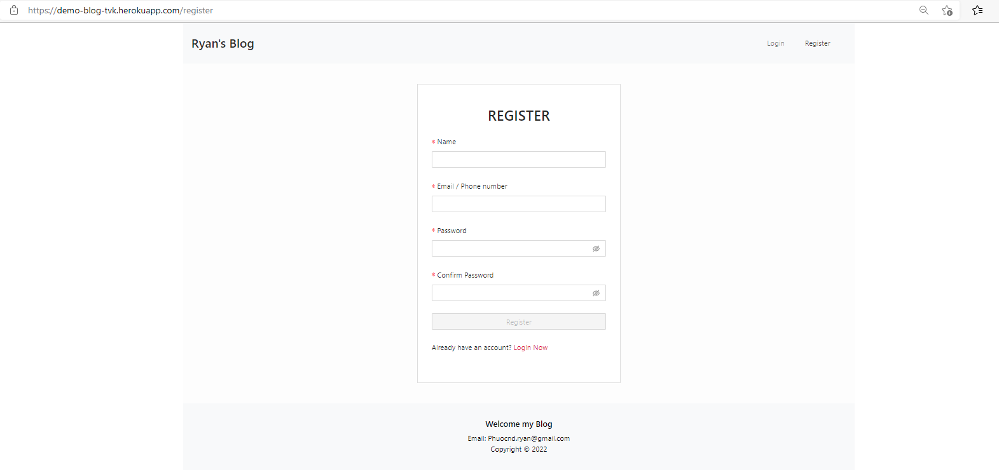 https://demo-blog-tvk.herokuapp.com/register
Ryan's Blog
Login
Register
REGISTER
* Name
* Email / Phone number
* Password
* Confirm Password
Register
Already have an account? Login Now
Welcome my Blog
Email: Phuocnd.ryan@gmail.com
Copyright © 2022